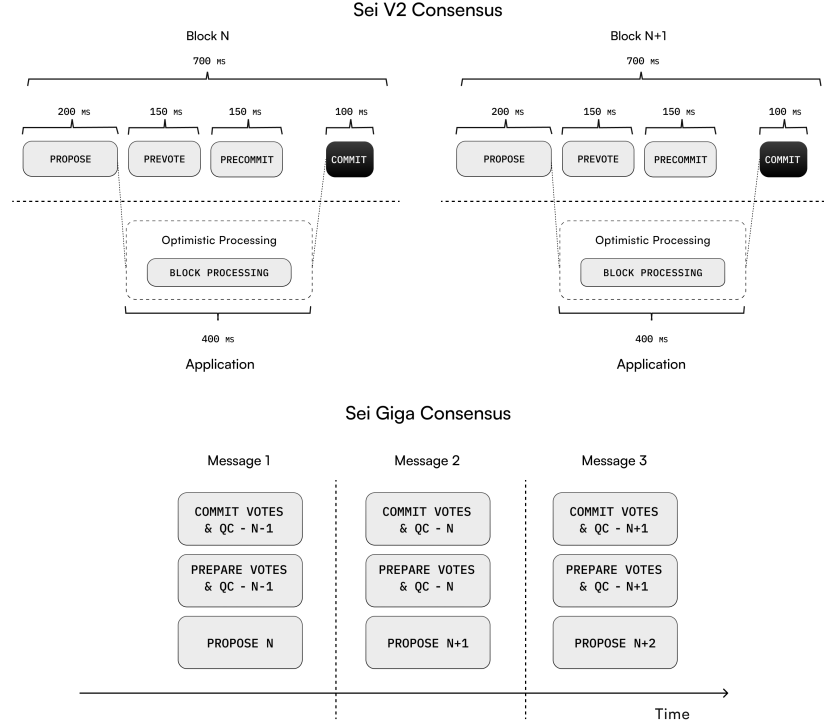 Sei V2 Consensus
Block N
700 MS
200 MS
150 MS
150 MS
100 MS
PROPOSE
PREVOTE
PRECOMMIT
COMMIT
Optimistic Processing
BLOCK PROCESSING
400 MS
Application
Block N+1
700 MS
200 MS
150 MS
150 MS
100 MS
PROPOSE
PREVOTE
PRECOMMIT
COMMIT
Optimistic Processing
BLOCK PROCESSING
400 MS
Application
Sei Giga Consensus
Message 1
COMMIT VOTES
& QC - N-1
PREPARE VOTES
& QC - N-1
PROPOSE N
Message 2
COMMIT VOTES
& QC - N
PREPARE VOTES
& QC - N
PROPOSE N+1
Message 3
COMMIT VOTES
& QC - N+1
PREPARE VOTES
& QC - N+1
PROPOSE N+2
Time